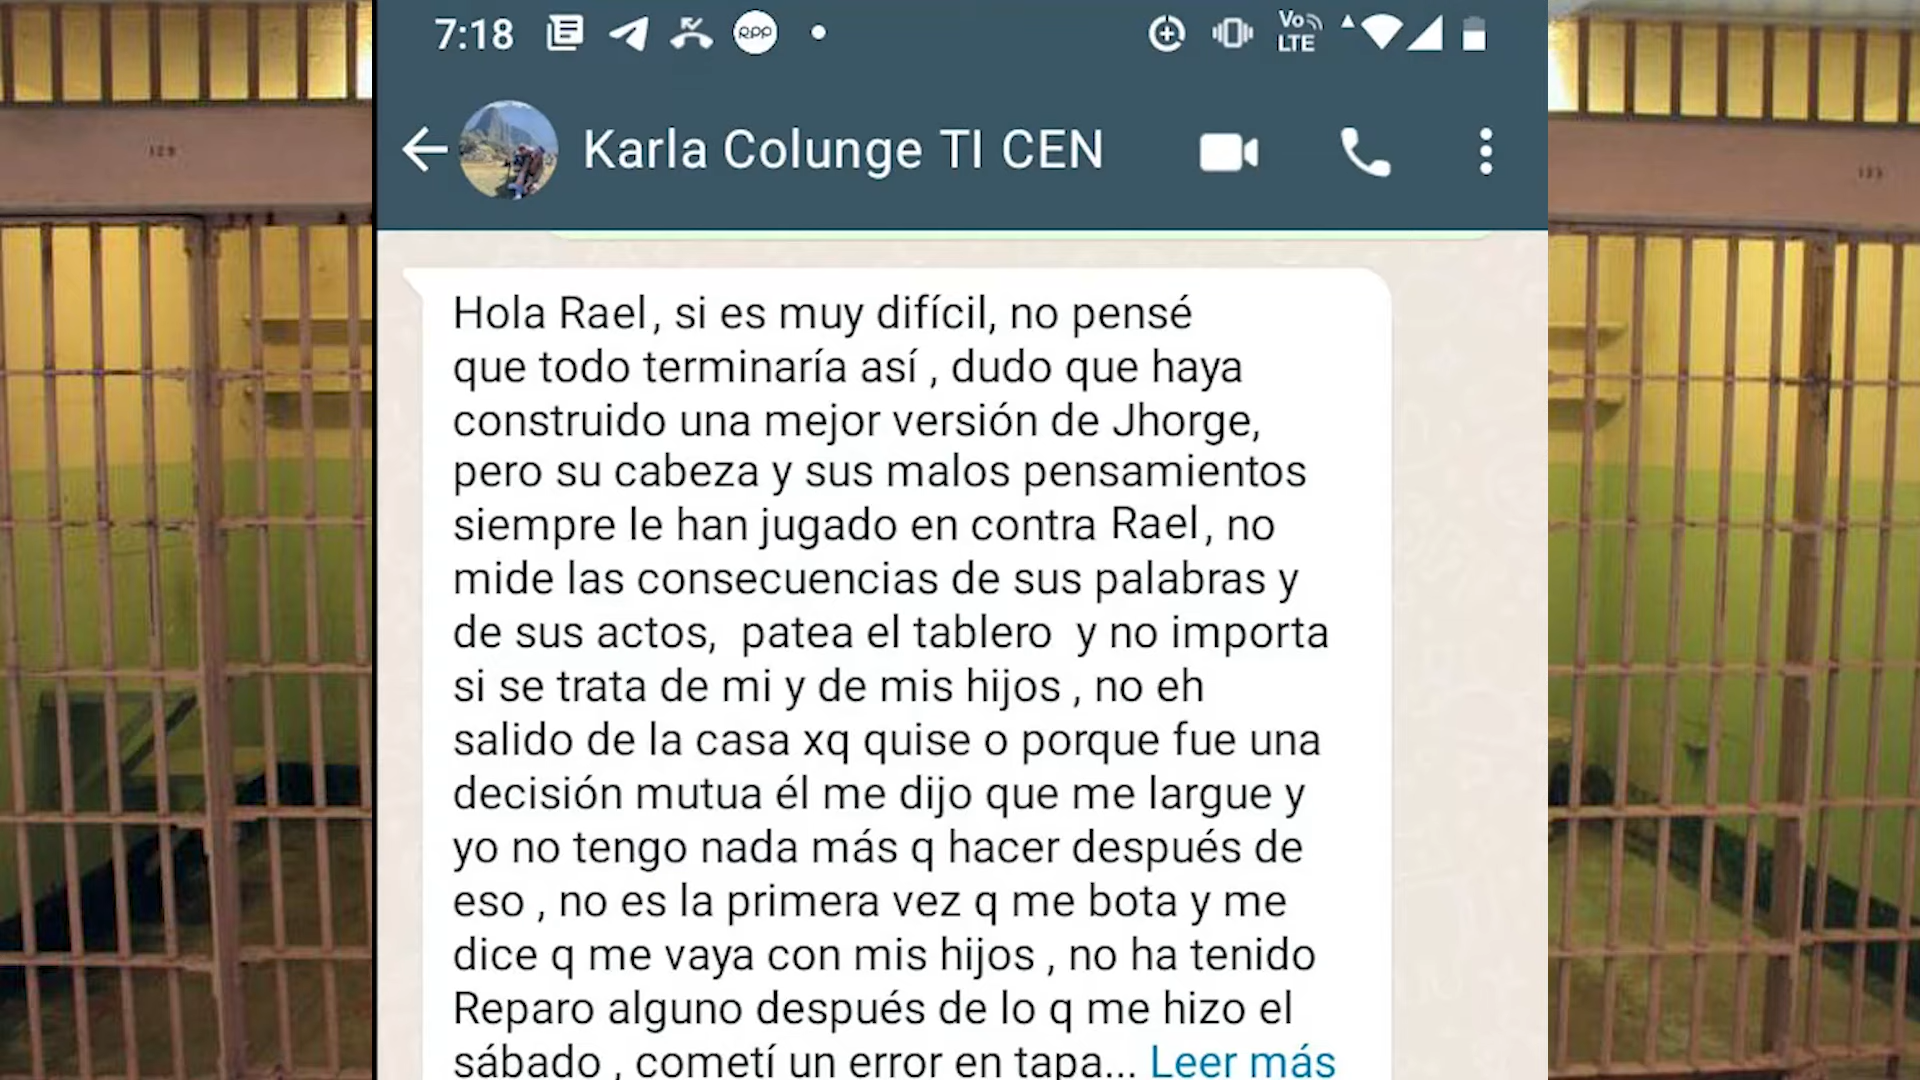 7:18
RPP
Vo
LTE
Karla Colunge TI CEN
Hola Rael, si es muy difícil, no pensé
que todo terminaría así , dudo que haya
construido una mejor versión de Jhorge,
pero su cabeza y sus malos pensamientos
siempre le han jugado en contra Rael, no
mide las consecuencias de sus palabras y
de sus actos,  patea el tablero  y no importa
si se trata de mi y de mis hijos , no eh
salido de la casa xq quise o porque fue una
decisión mutua él me dijo que me largue y
yo no tengo nada más q hacer después de
eso , no es la primera vez q me bota y me
dice q me vaya con mis hijos , no ha tenido
Reparo alguno después de lo q me hizo el
sábado , cometí un error en tapa... Leer más
129